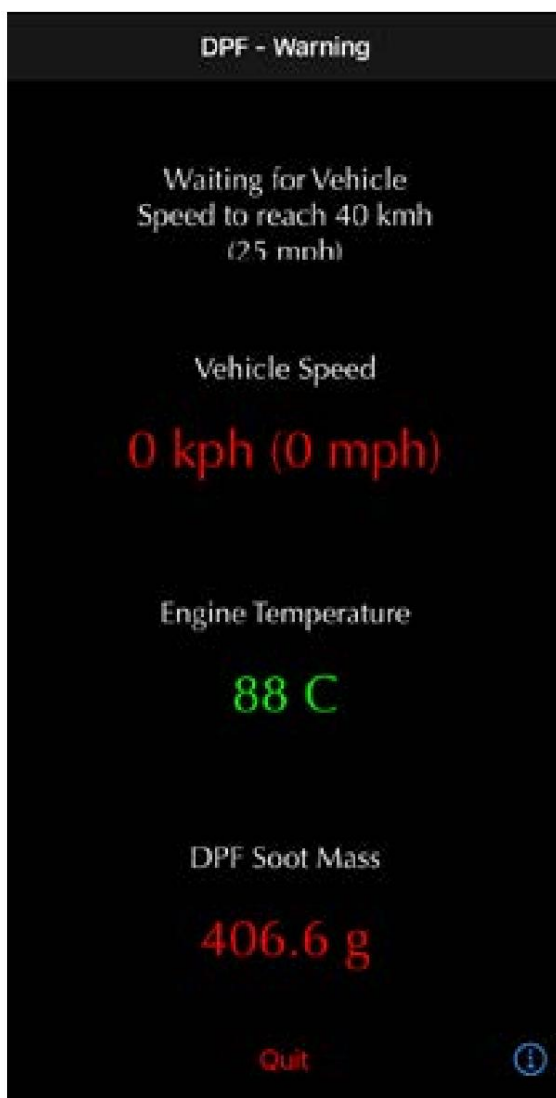 DPF - Warning
Waiting for Vehicle
Speed to reach 40 kmh
(25 mph)
Vehicle Speed
0 kph (0 mph)
Engine Temperature
88 C
DPF Soot Mass
406.6 g
Quit